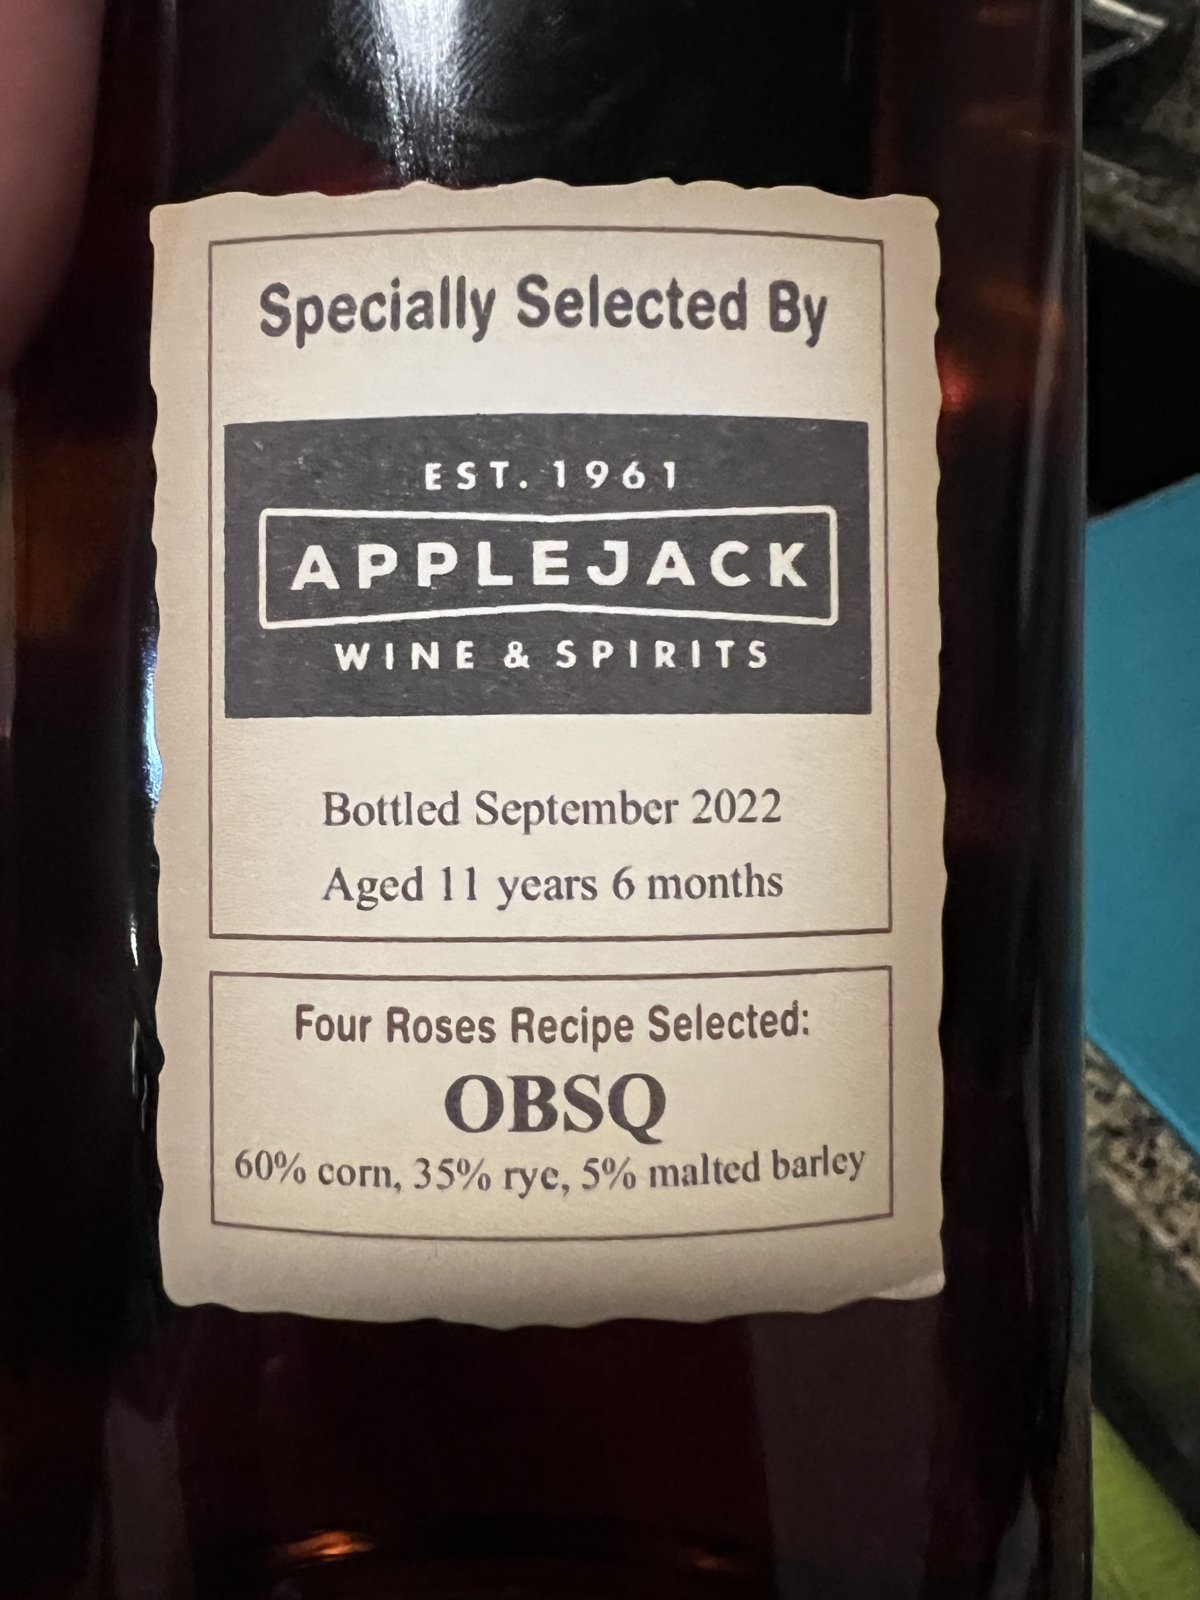 Specially Selected By
EST. 1961
APPLEJACK
WINE & SPIRITS
Bottled September 2022
Aged 11 years 6 months
Four Roses Recipe Selected:
OBSQ
60% corn, 35% rye, 5% malted barley